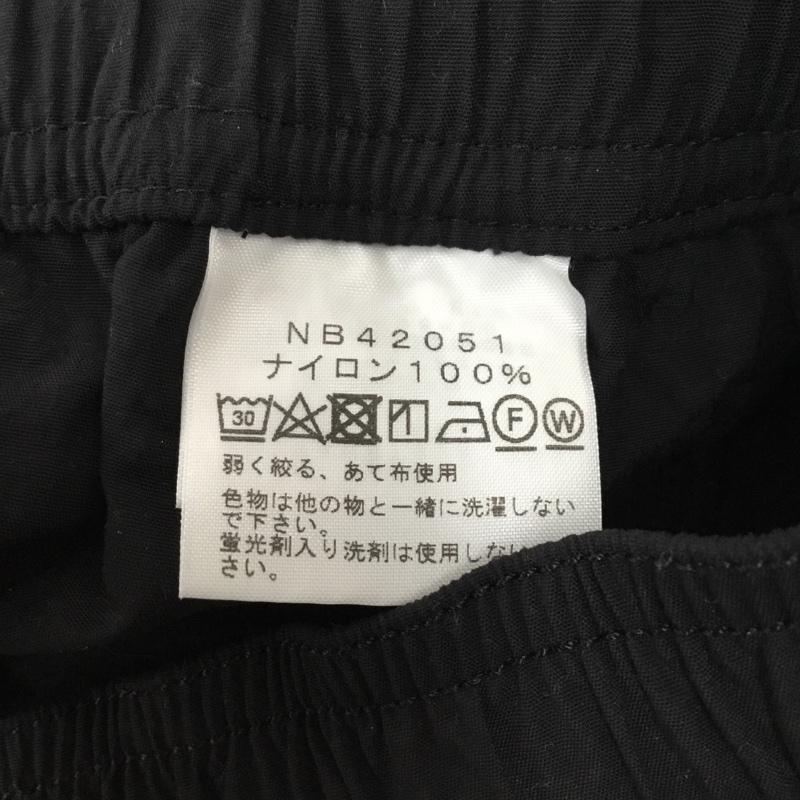 NB42051
ナイロン100%
30 F W
弱く絞る、あて布使用
色物は他の物と一緒に洗濯しない
で下さい。
蛍光剤入り洗剤は使用しない
さい。